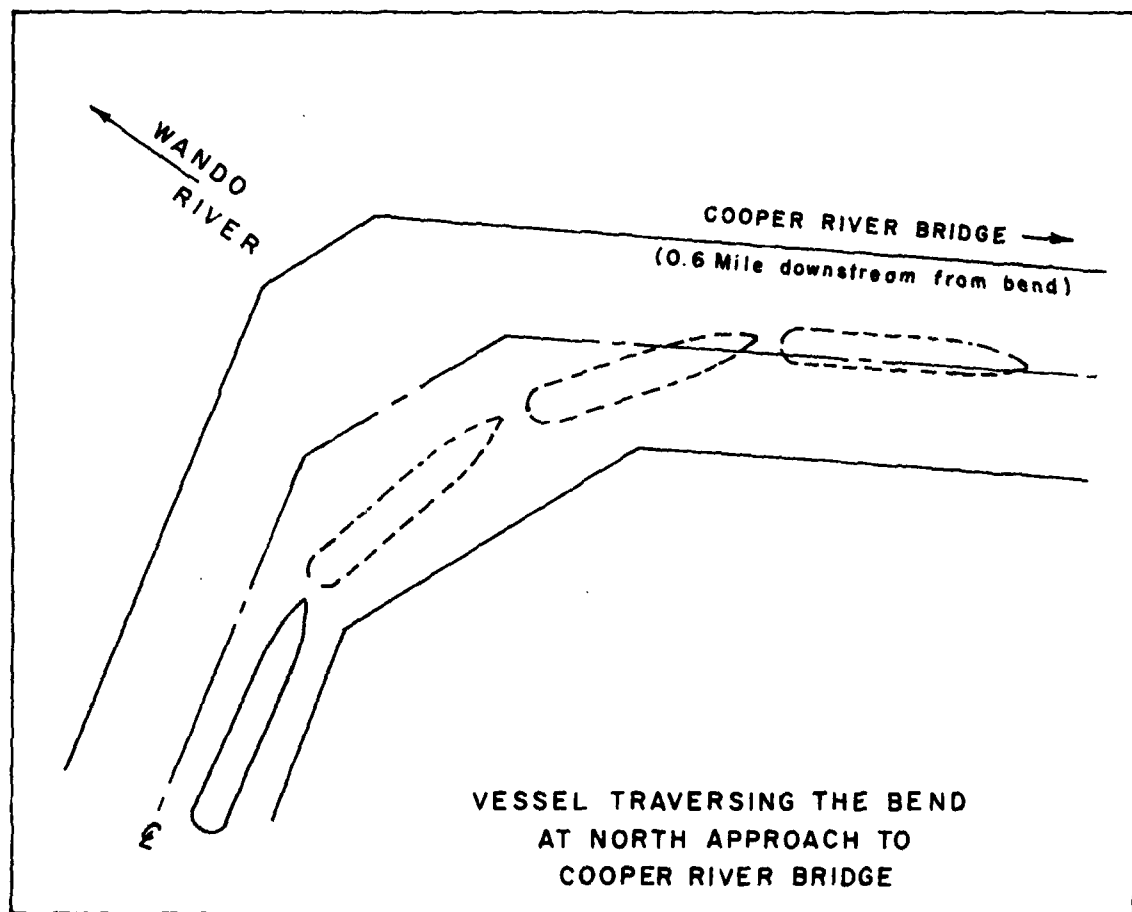 WANDO
RIVER
COOPER RIVER BRIDGE
(0.6 Mile downstream from bend)
℄
VESSEL TRAVERSING THE BEND
AT NORTH APPROACH TO
COOPER RIVER BRIDGE